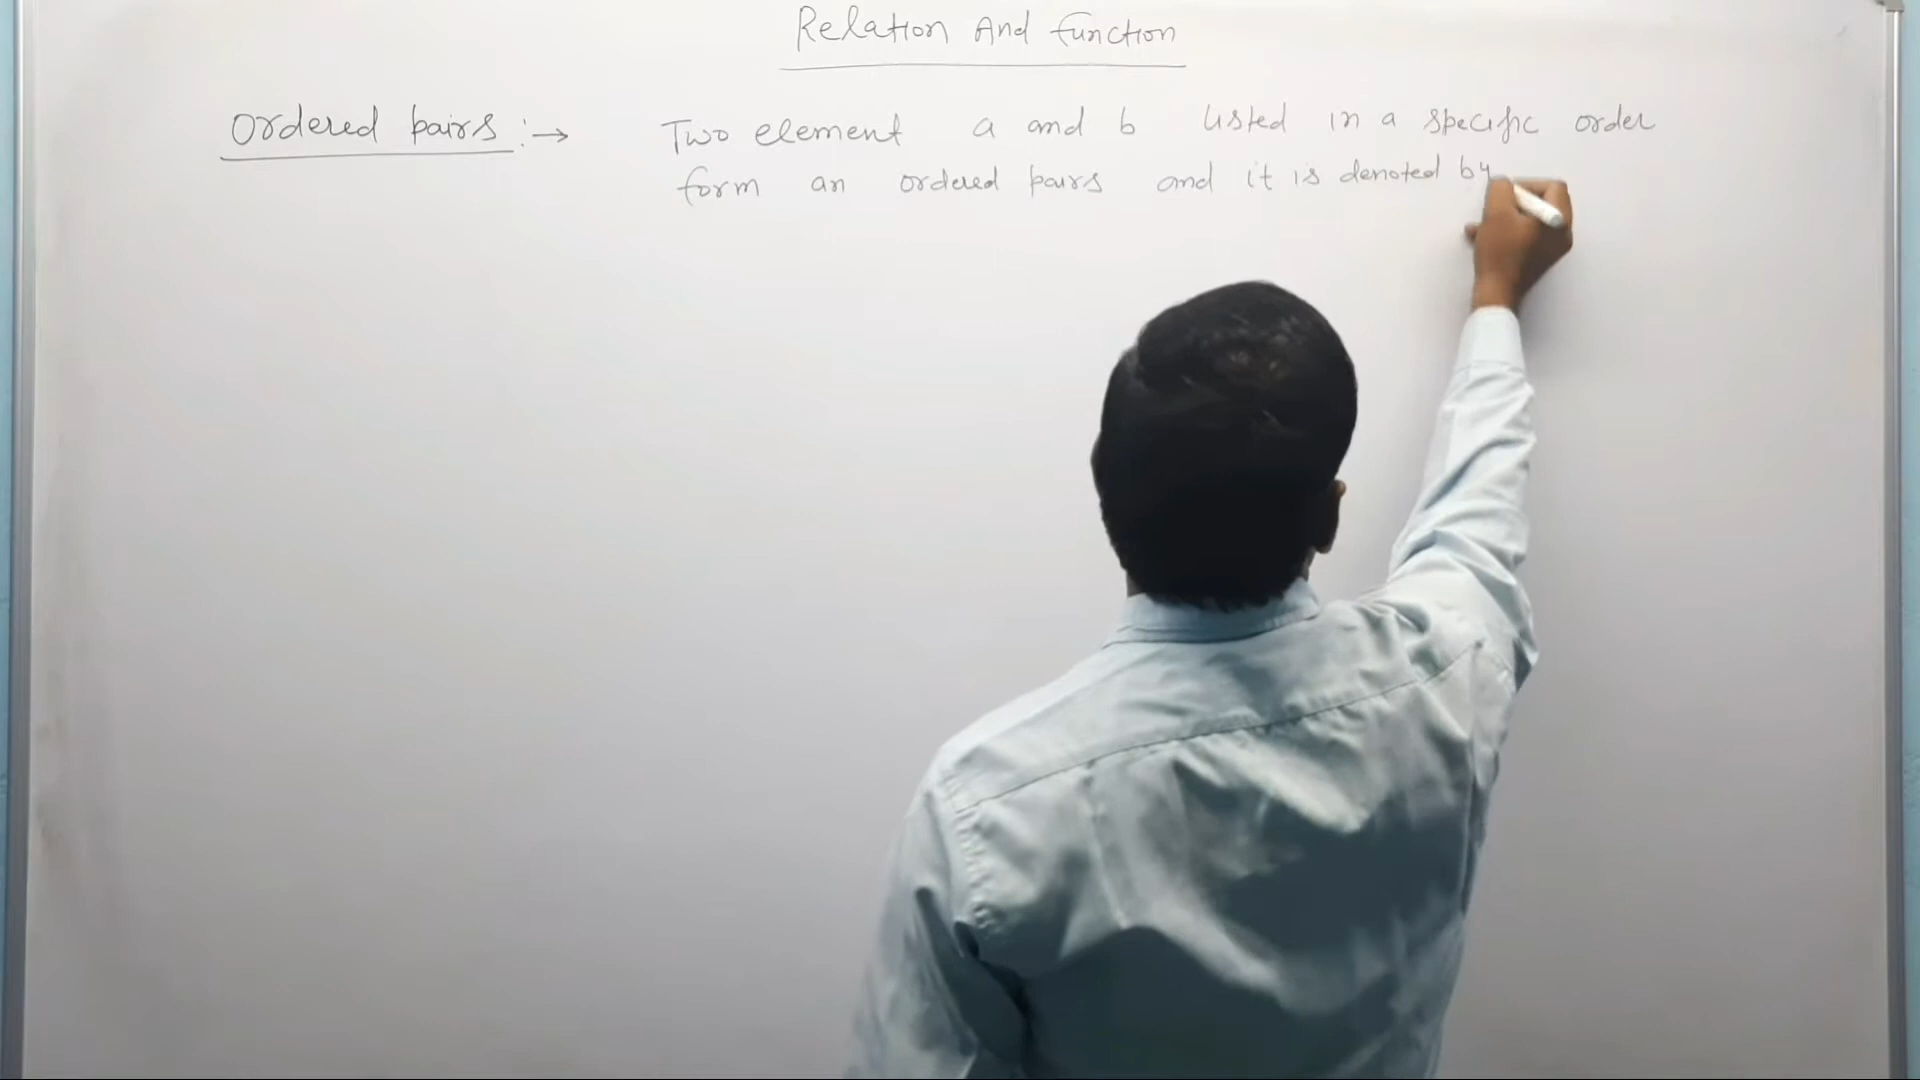 Relation And function
Ordered pairs :→ Two element a and b listed in a specific order
form an ordered pairs and it is denoted by